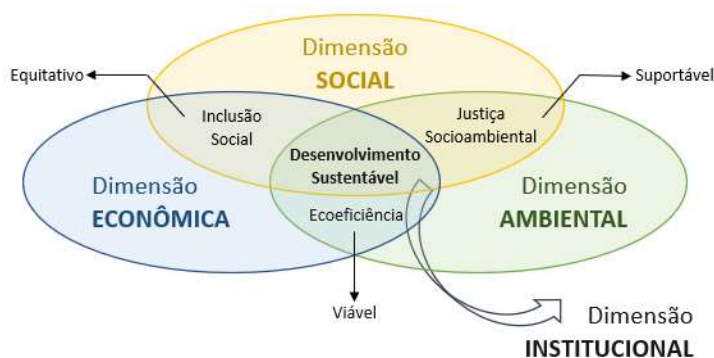 Dimensão
SOCIAL
Equitativo
Suportável
Inclusão
Social
Justiça
Socioambiental
Desenvolvimento
Sustentável
Dimensão
ECONÔMICA
Dimensão
AMBIENTAL
Ecoeficiência
Viável
Dimensão
INSTITUCIONAL